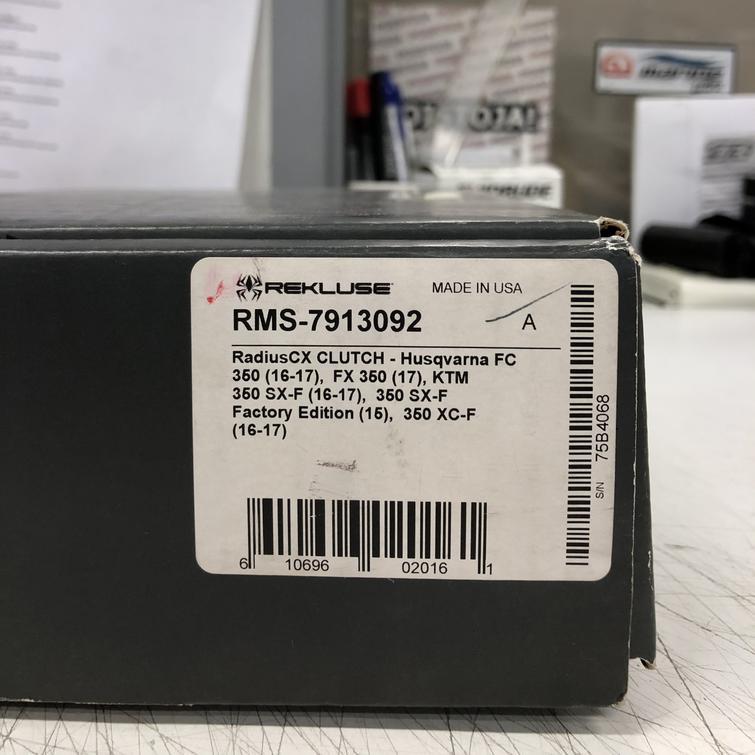 REKLUSE MADE IN USA
RMS-7913092 A
RadiusCX CLUTCH - Husqvarna FC
350 (16-17), FX 350 (17), KTM
350 SX-F (16-17), 350 SX-F
Factory Edition (15), 350 XC-F
(16-17)
6 10696 02016 1
S/N 75B4068